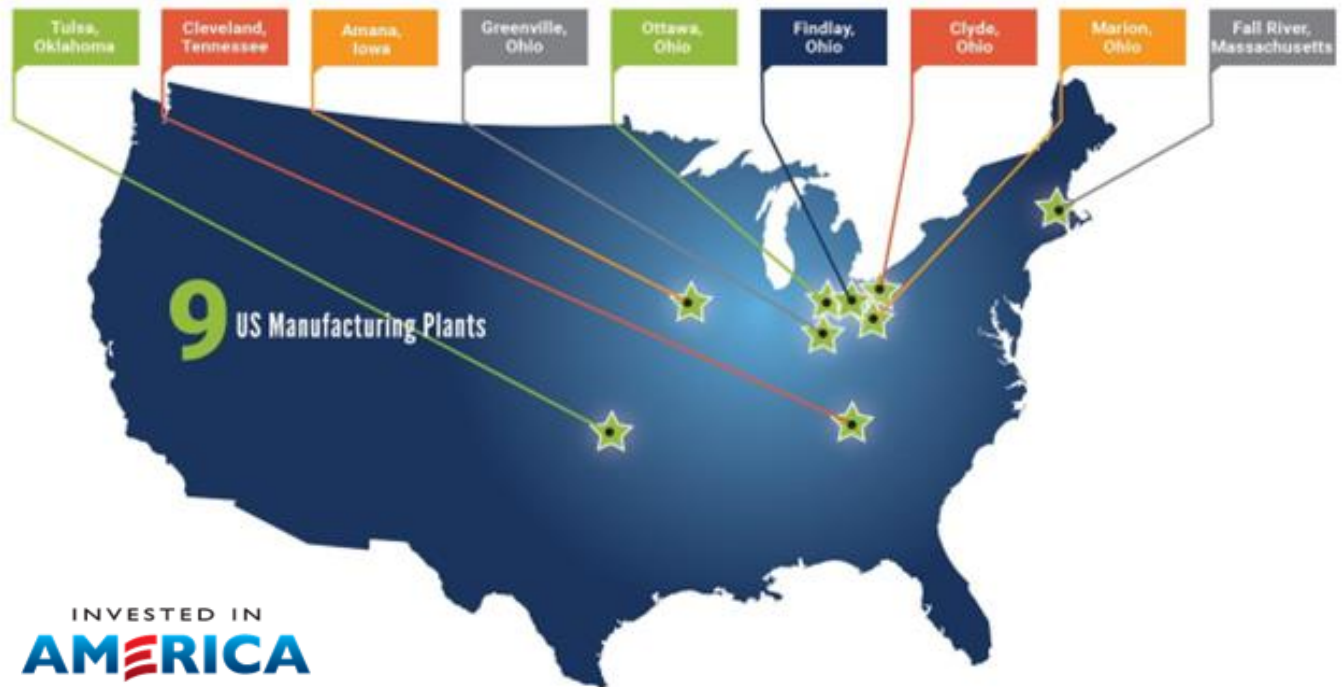 Tulsa,
Oklahoma
Cleveland,
Tennessee
Amana,
Iowa
Greenville,
Ohio
Ottawa,
Ohio
Findlay,
Ohio
Clyde,
Ohio
Marion,
Ohio
Fall River,
Massachusetts
9 US Manufacturing Plants
INVESTED IN
AMERICA